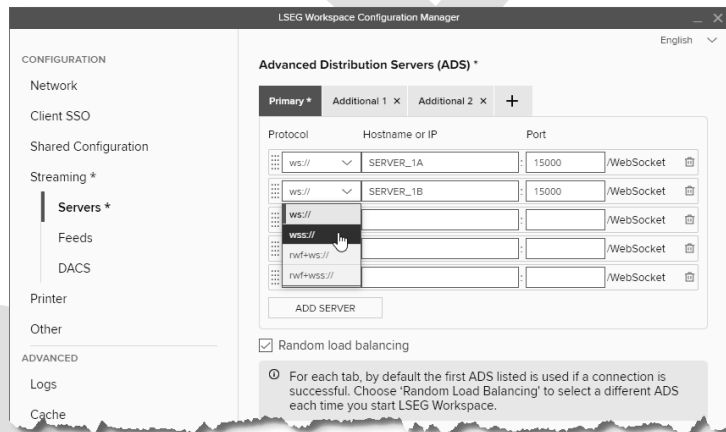 LSEG Workspace Configuration Manager
English
CONFIGURATION
Network
Client SSO
Shared Configuration
Streaming *
Servers *
Feeds
DACS
Printer
Other
ADVANCED
Logs
Cache
Advanced Distribution Servers (ADS) *
Primary * Additional 1 × Additional 2 × +
Protocol Hostname or IP Port
ws:// SERVER_1A : 15000 /WebSocket
ws:// SERVER_1B : 15000 /WebSocket
ws:// : /WebSocket
wss:// : /WebSocket
rwf+ws://
rwf+wss:// : /WebSocket
ADD SERVER
Random load balancing
For each tab, by default the first ADS listed is used if a connection is
successful. Choose ‘Random Load Balancing’ to select a different ADS
each time you start LSEG Workspace.